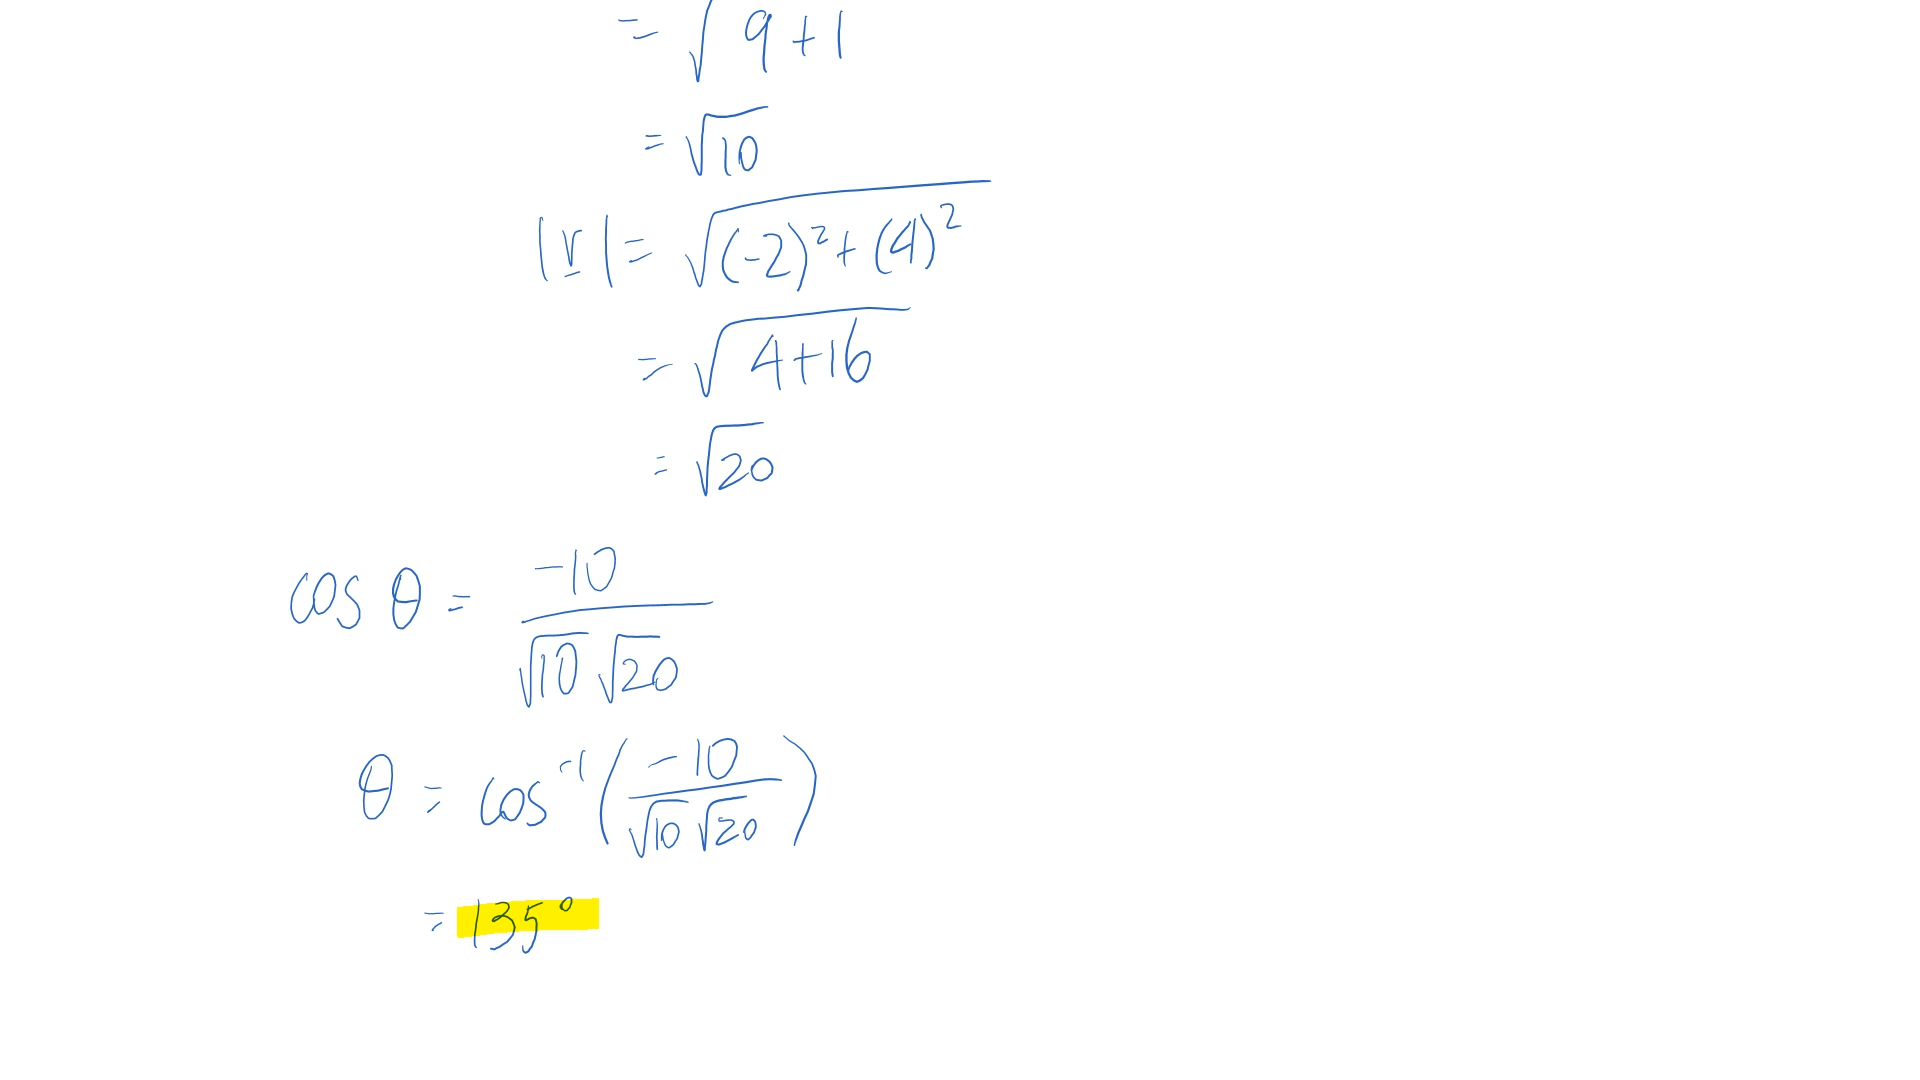 = √9+1
= √10
|v| = √(-2)² + (4)²
= √4+16
= √20
cos θ = -10
√10 √20
θ = cos⁻¹ ( -10
√10 √20 )
= 135°